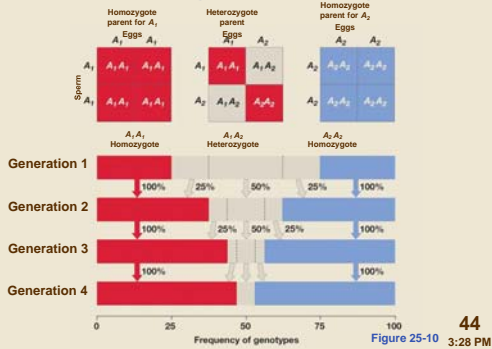 Homozygote parent for A1
Eggs
A1 A1
Sperm
A1 A1A1 A1A1
A1 A1A1 A1A1
Heterozygote parent
Eggs
A1 A2
A1 A1A1 A1A2
A2 A1A2 A2A2
Homozygote parent for A2
Eggs
A2 A2
A2 A2A2 A2A2
A2 A2A2 A2A2
A1A1 Homozygote
A1A2 Heterozygote
A2A2 Homozygote
Generation 1
100% 25% 50% 25% 100%
Generation 2
100% 25% 50% 25% 100%
Generation 3
100% 100%
Generation 4
0 25 50 75 100
Frequency of genotypes
Figure 25-10
44
3:28 PM